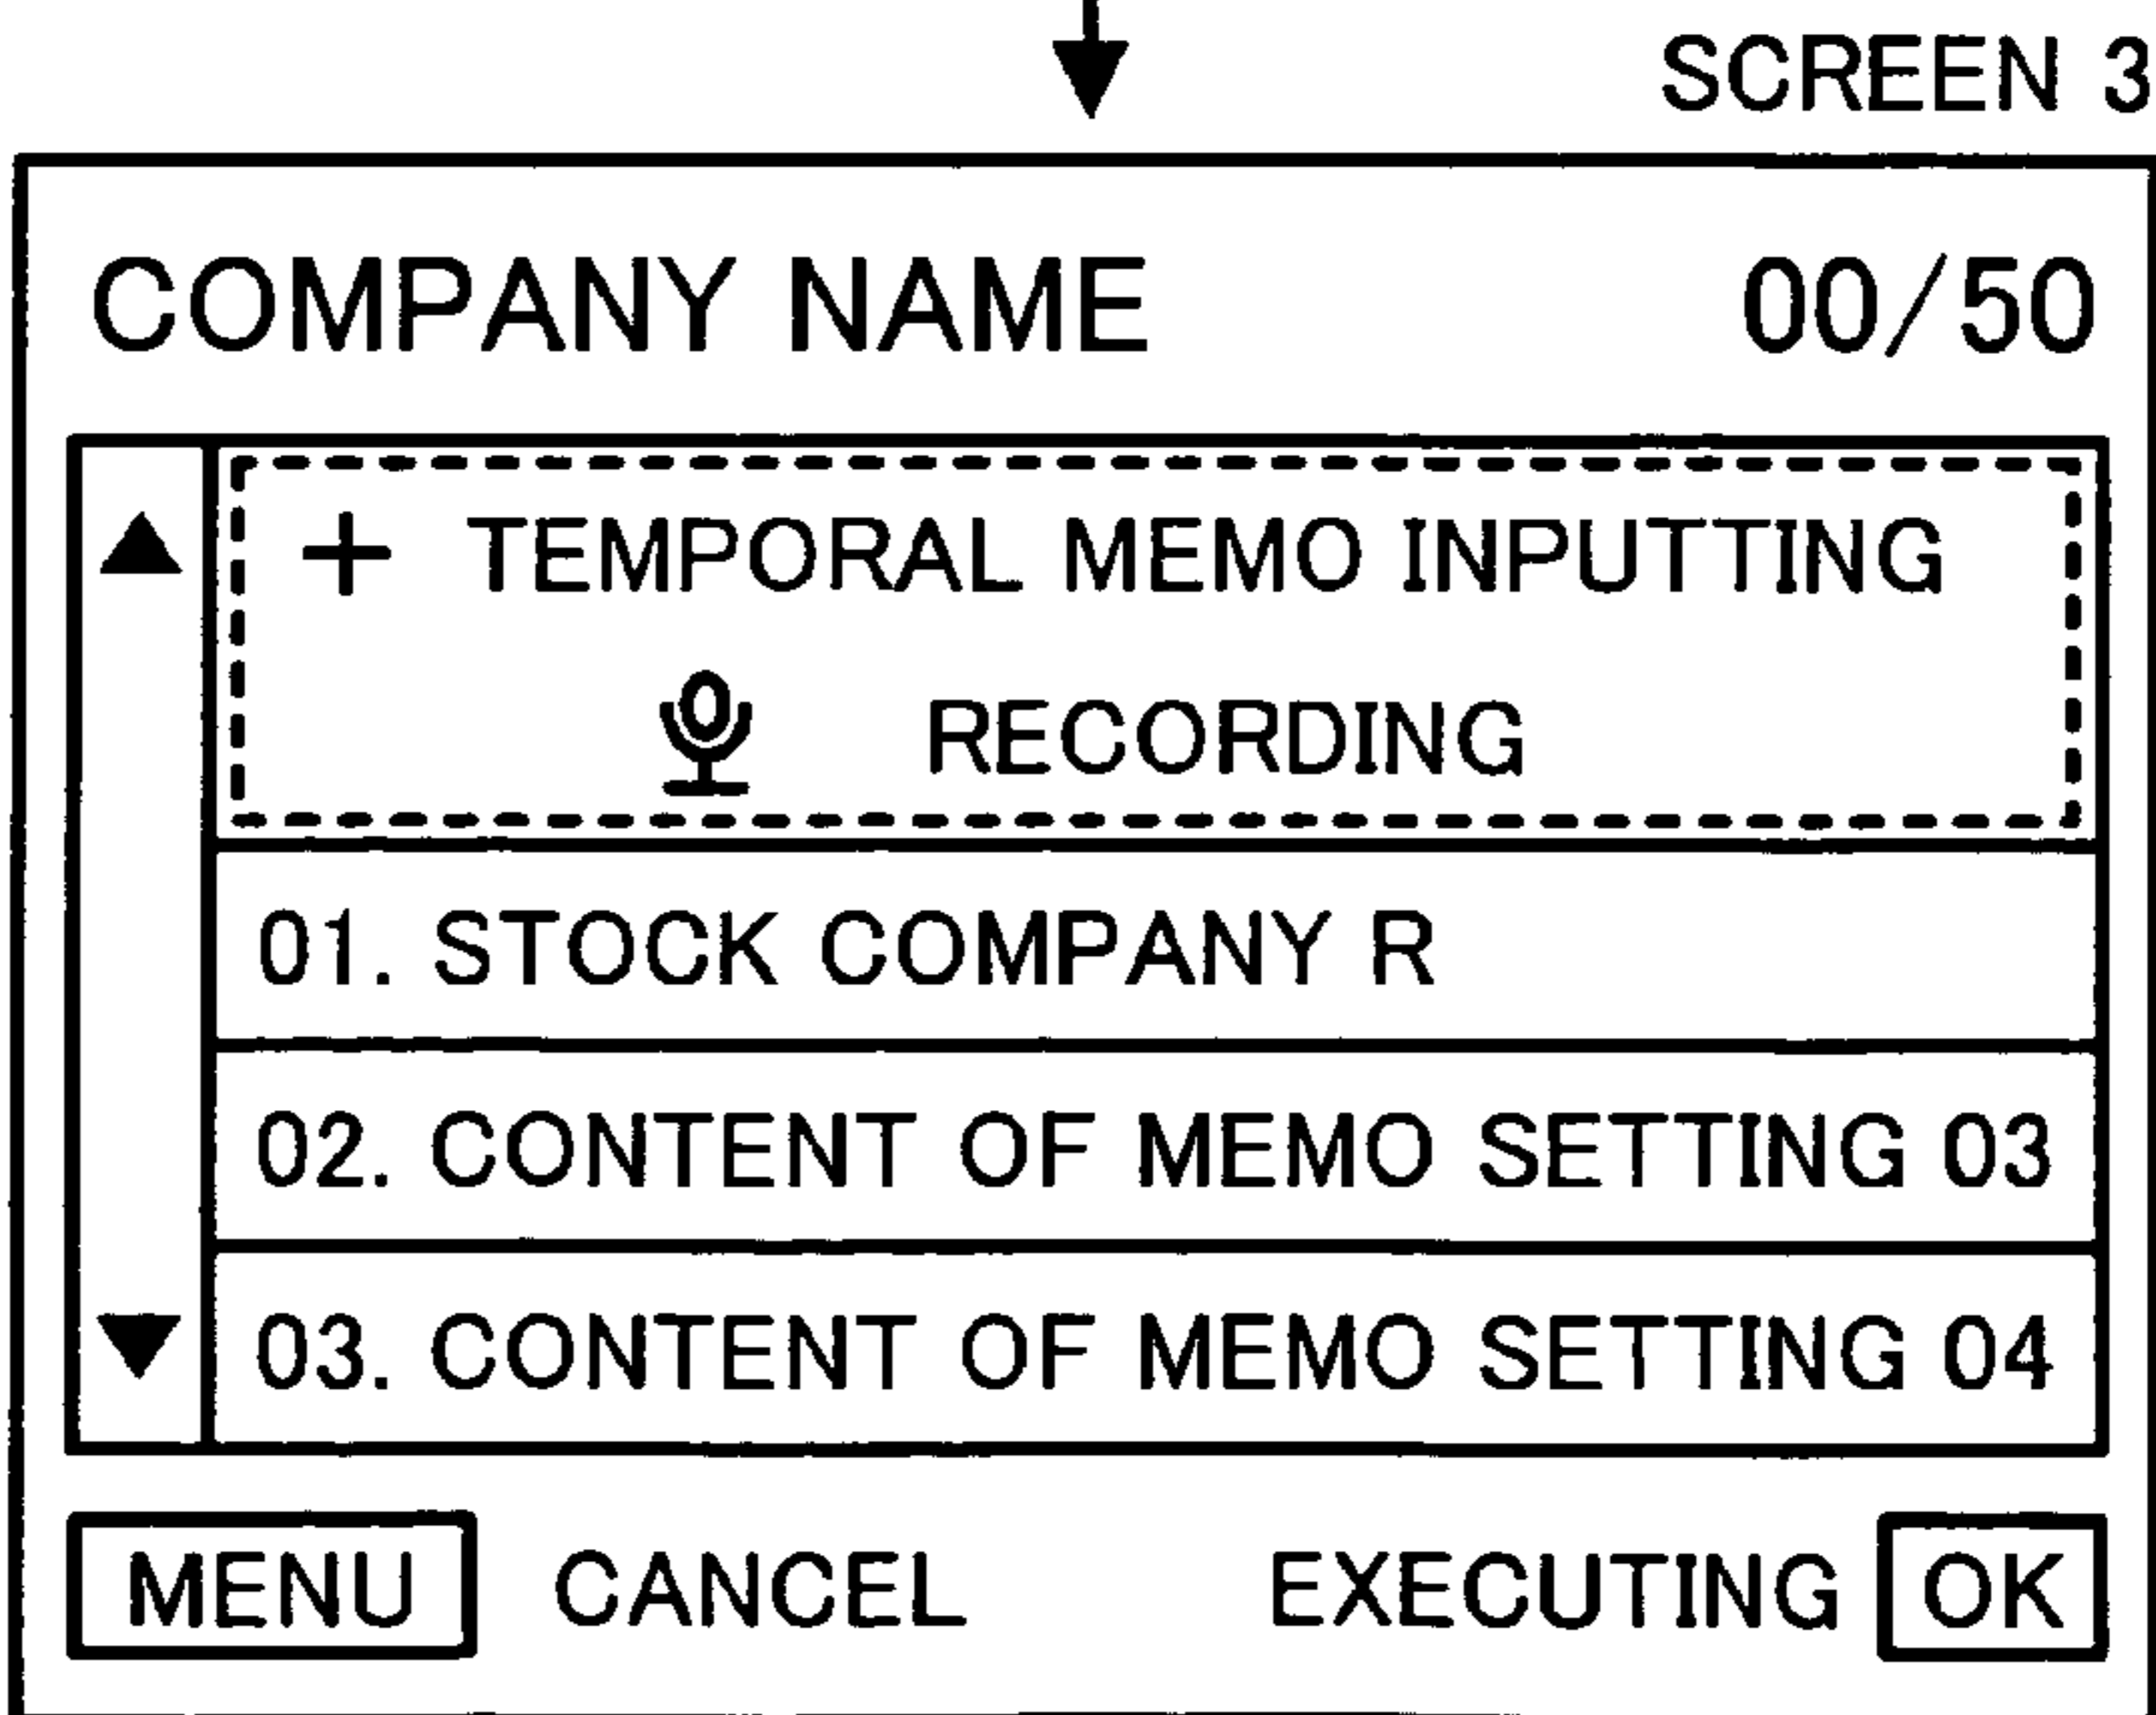 SCREEN 3
COMPANY NAME 00/50
+ TEMPORAL MEMO INPUTTING
RECORDING
01. STOCK COMPANY R
02. CONTENT OF MEMO SETTING 03
03. CONTENT OF MEMO SETTING 04
MENU CANCEL EXECUTING OK